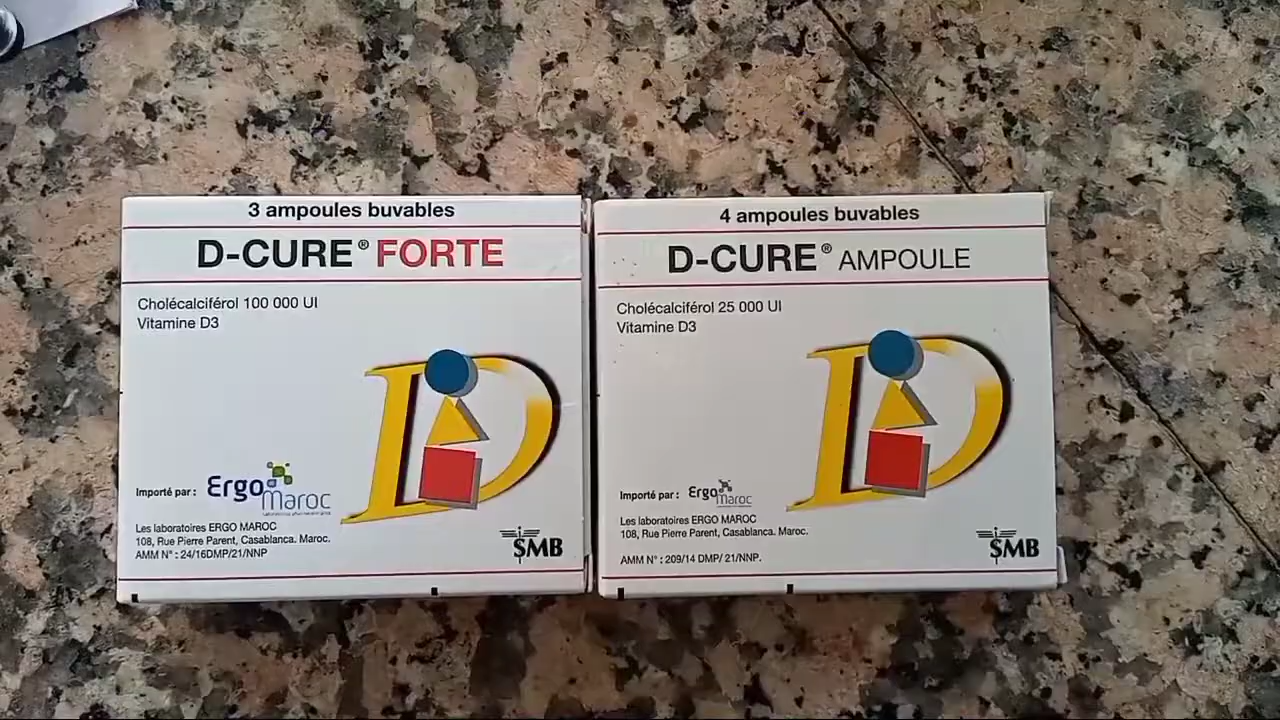 3 ampoules buvables
D-CURE® FORTE
Cholécalciférol 100 000 UI
Vitamine D3
Importé par : Ergo maroc
Les laboratoires ERGO MAROC
108, Rue Pierre Parent, Casablanca. Maroc.
AMM N° : 24/16DMP/21/NNP
SMB
4 ampoules buvables
D-CURE® AMPOULE
Cholécalciférol 25 000 UI
Vitamine D3
Importé par : Ergo maroc
Les laboratoires ERGO MAROC
108, Rue Pierre Parent, Casablanca. Maroc.
AMM N° : 209/14 DMP/ 21/NNP.
SMB